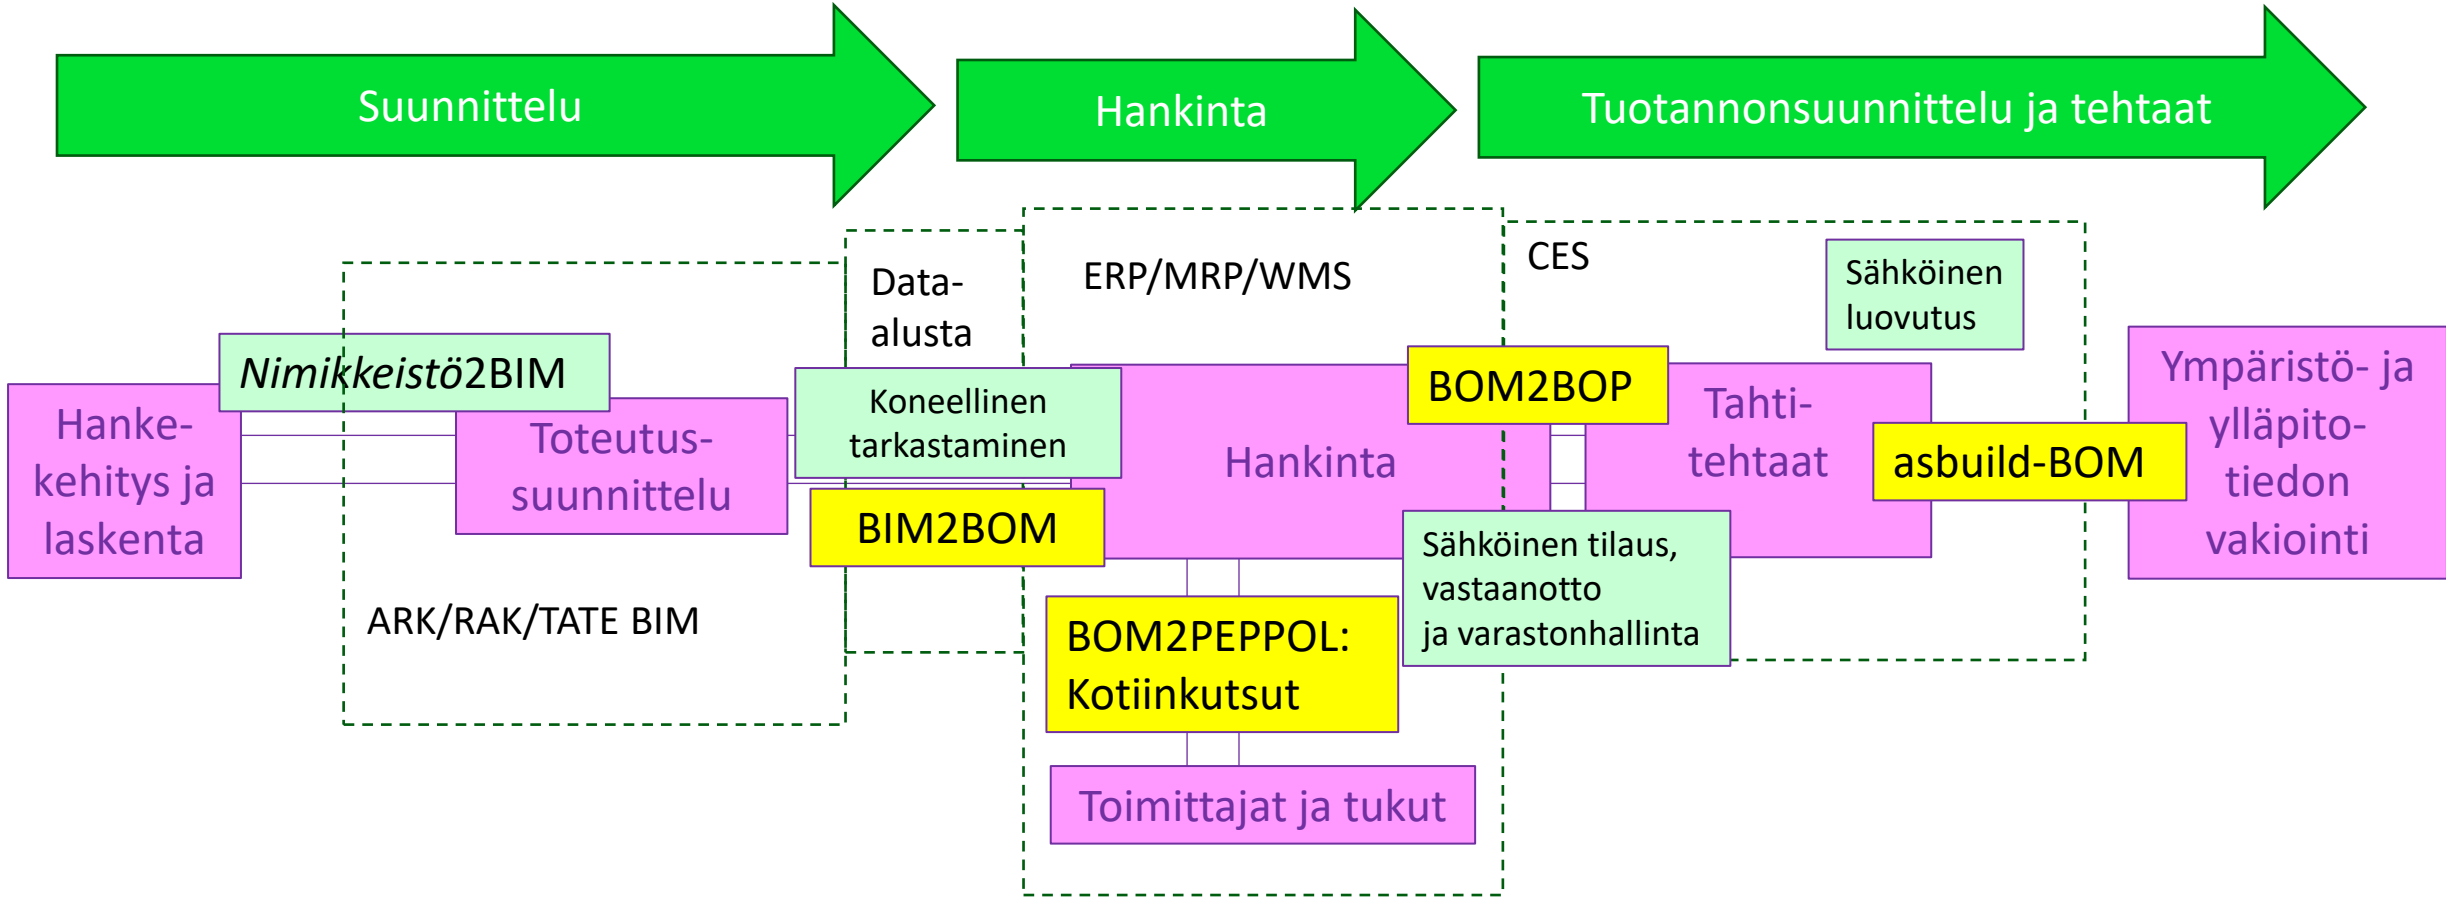 Suunnittelu
Hankinta
Tuotannonsuunnittelu ja tehtaat
Data-
alusta
ERP/MRP/WMS
CES
Sähköinen
luovutus
Nimikkeistö2BIM
Hanke-
kehitys ja
laskenta
Toteutus-
suunnittelu
Koneellinen
tarkastaminen
BIM2BOM
Hankinta
BOM2BOP
Tahti-
tehtaat
asbuild-BOM
Ympäristö- ja
ylläpito-
tiedon
vakiointi
ARK/RAK/TATE BIM
Sähköinen tilaus,
vastaanotto
ja varastonhallinta
BOM2PEPPOL:
Kotiinkutsut
Toimittajat ja tukut